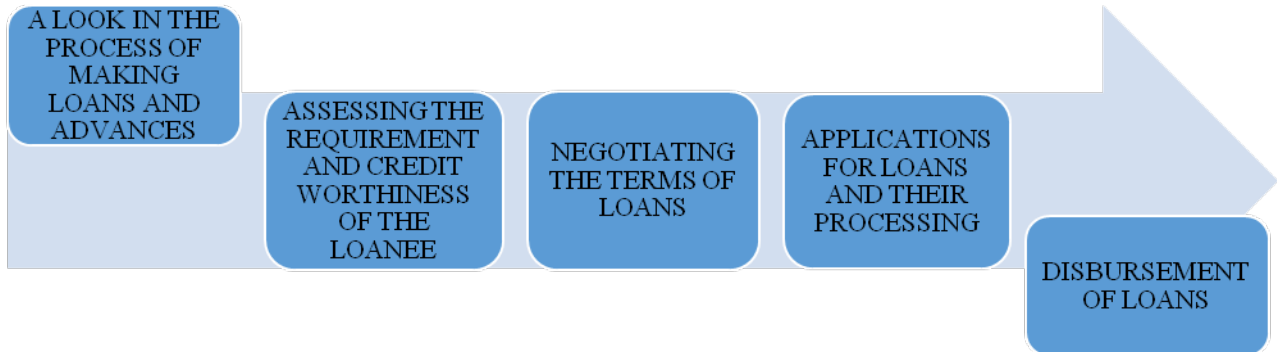 A LOOK IN THE
PROCESS OF
MAKING
LOANS AND
ADVANCES
ASSESSING THE
REQUIREMENT
AND CREDIT
WORTHINESS
OF THE
LOANEE
NEGOTIATING
THE TERMS OF
LOANS
APPLICATIONS
FOR LOANS
AND THEIR
PROCESSING
DISBURSEMENT
OF LOANS